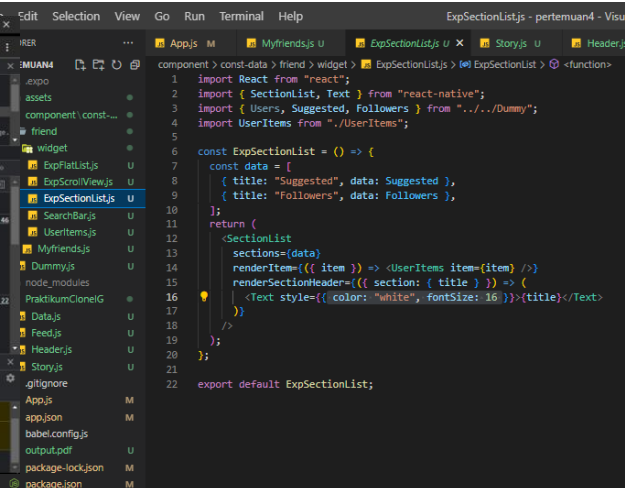 Edit Selection View Go Run Terminal Help ExpSectionList.js - pertemuan4 - Visu
App.js M Myfriends.js U ExpSectionList.js U Story.js U Header.j
EMUAN4
component > const-data > friend > widget > ExpSectionList.js > ExpSectionList > <function>
.expo
assets
component\const-...
friend
widget
ExpFlatList.js U
ExpScrollView.js U
ExpSectionList.js U
SearchBar.js U
UserItems.js U
Myfriends.js U
Dummy.js U
node_modules
PraktikumCloneIG
Data.js U
Feed.js U
Header.js U
Story.js U
.gitignore
App.js M
app.json M
babel.config.js
output.pdf U
package-lock.json M
package.json M
46
22
1 import React from "react";
2 import { SectionList, Text } from "react-native";
3 import { Users, Suggested, Followers } from "../../Dummy";
4 import UserItems from "./UserItems";
5
6 const ExpSectionList = () => {
7 const data = [
8 { title: "Suggested", data: Suggested },
9 { title: "Followers", data: Followers },
10 ];
11 return (
12 <SectionList
13 sections={data}
14 renderItem={({ item }) => <UserItems item={item} />}
15 renderSectionHeader={({ section: { title } }) => (
16 <Text style={{ color: "white", fontSize: 16 }}>{title}</Text>
17 )}
18 />
19 );
20 };
21
22 export default ExpSectionList;